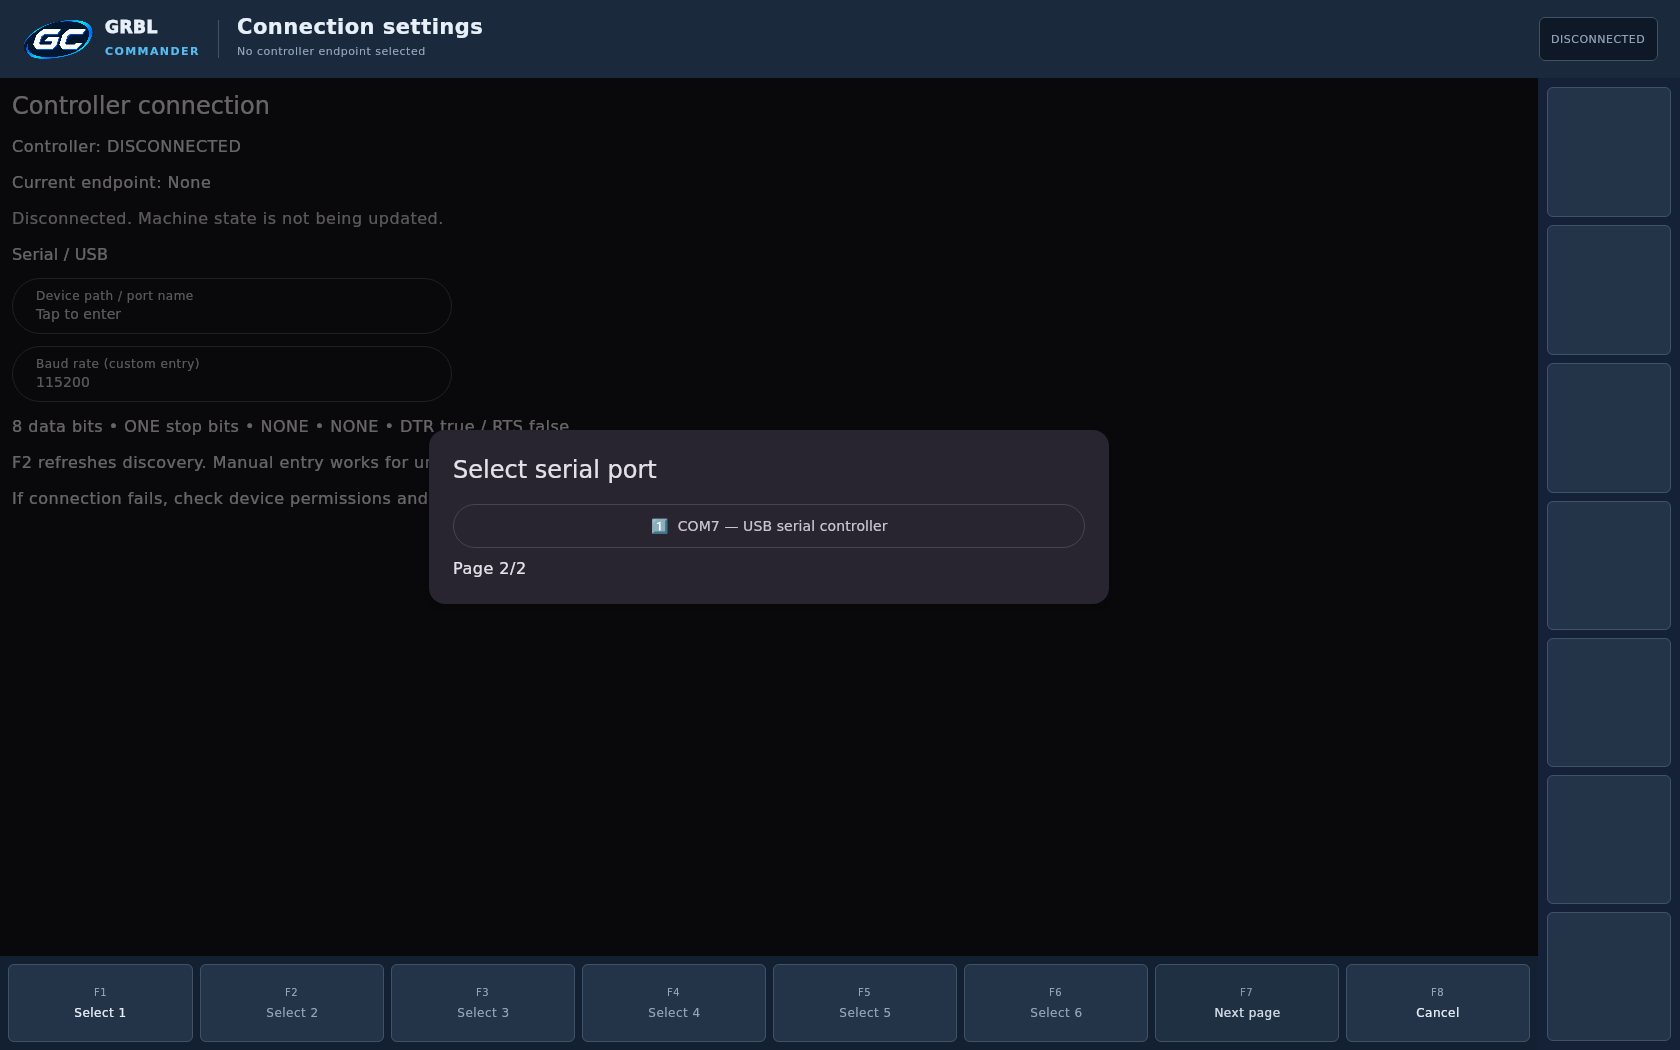 GC
GRBL
COMMANDER
Connection settings
No controller endpoint selected
DISCONNECTED
Controller connection
Controller: DISCONNECTED
Current endpoint: None
Disconnected. Machine state is not being updated.
Serial / USB
Device path / port name
Tap to enter
Baud rate (custom entry)
115200
8 data bits • ONE stop bits • NONE • NONE • DTR true / RTS false
F2 refreshes discovery. Manual entry works for
If connection fails, check device permissions and
Select serial port
1 COM7 — USB serial controller
Page 2/2
F1
Select 1
F2
Select 2
F3
Select 3
F4
Select 4
F5
Select 5
F6
Select 6
F7
Next page
F8
Cancel